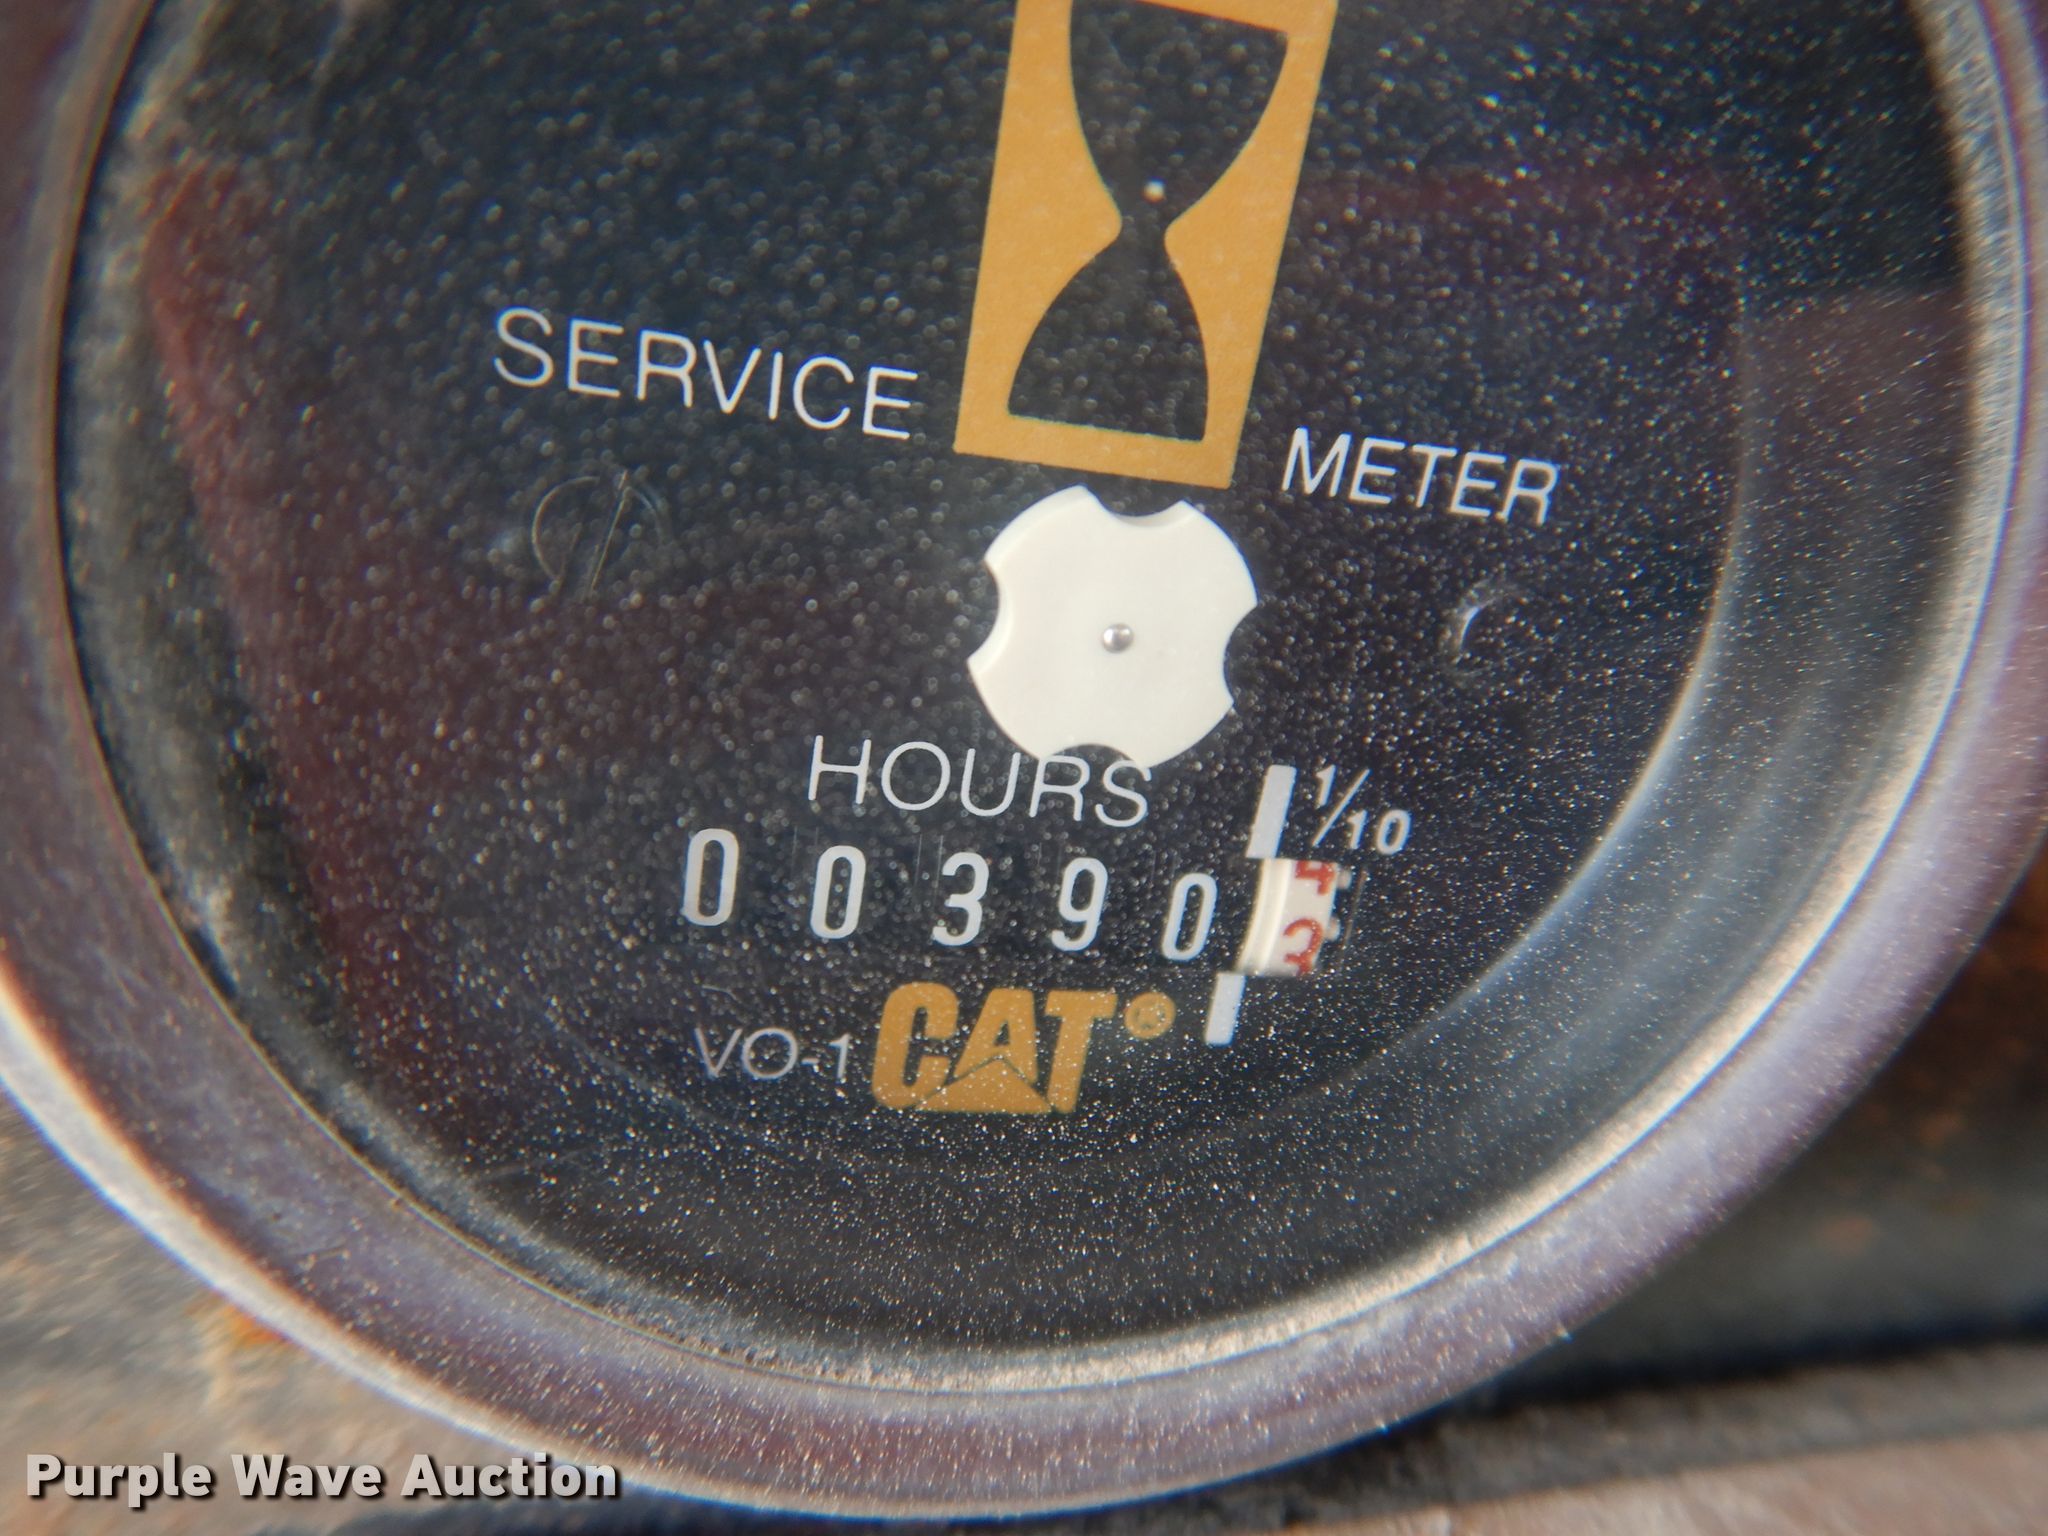 SERVICE METER
HOURS 1/10
00390
VO-1 CAT®
Purple Wave Auction